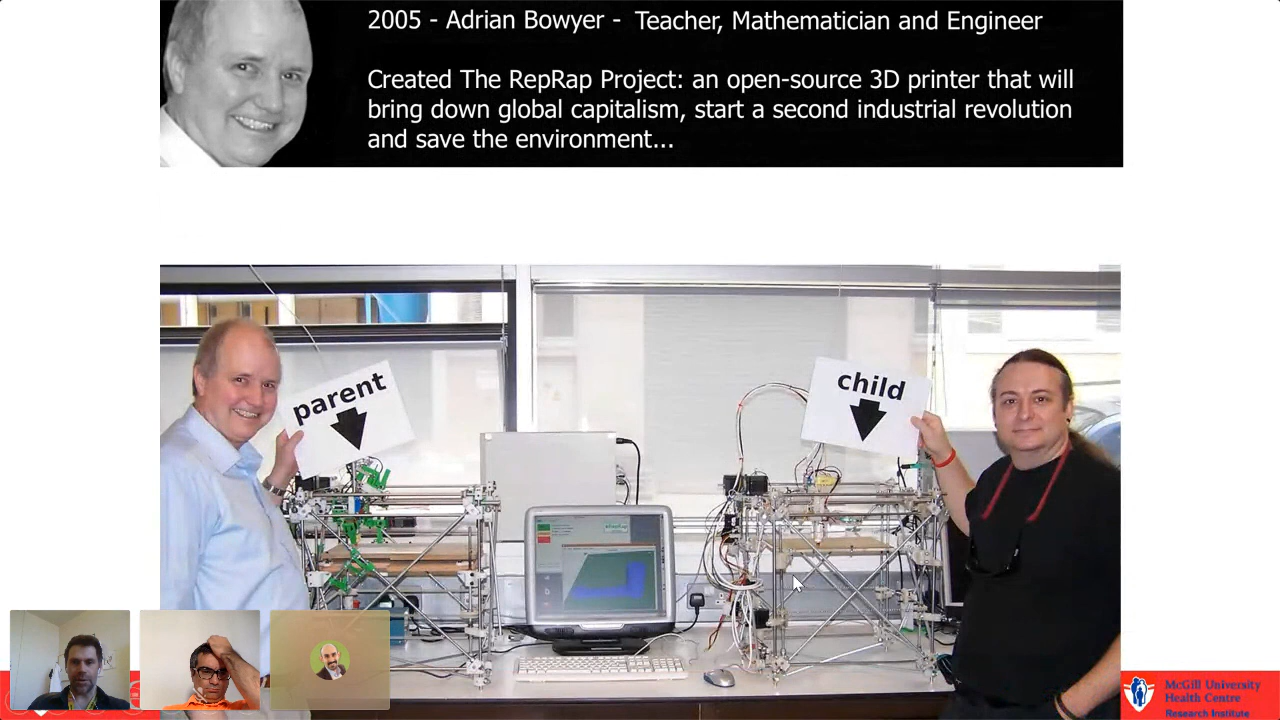 2005 - Adrian Bowyer - Teacher, Mathematician and Engineer
Created The RepRap Project: an open-source 3D printer that will
bring down global capitalism, start a second industrial revolution
and save the environment...
parent
child
McGill University
Health Centre
Research Institute